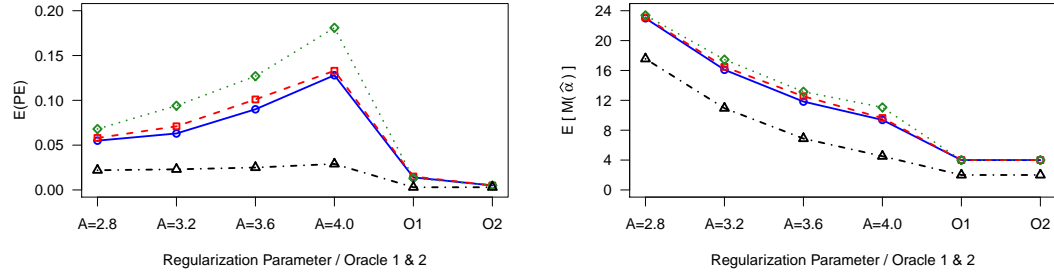 E(PE)
0.20
0.15
0.10
0.05
0.00
A=2.8 A=3.2 A=3.6 A=4.0 O1 O2
Regularization Parameter / Oracle 1 & 2
E [ M(α̂) ]
24
20
16
12
8
4
0
A=2.8 A=3.2 A=3.6 A=4.0 O1 O2
Regularization Parameter / Oracle 1 & 2